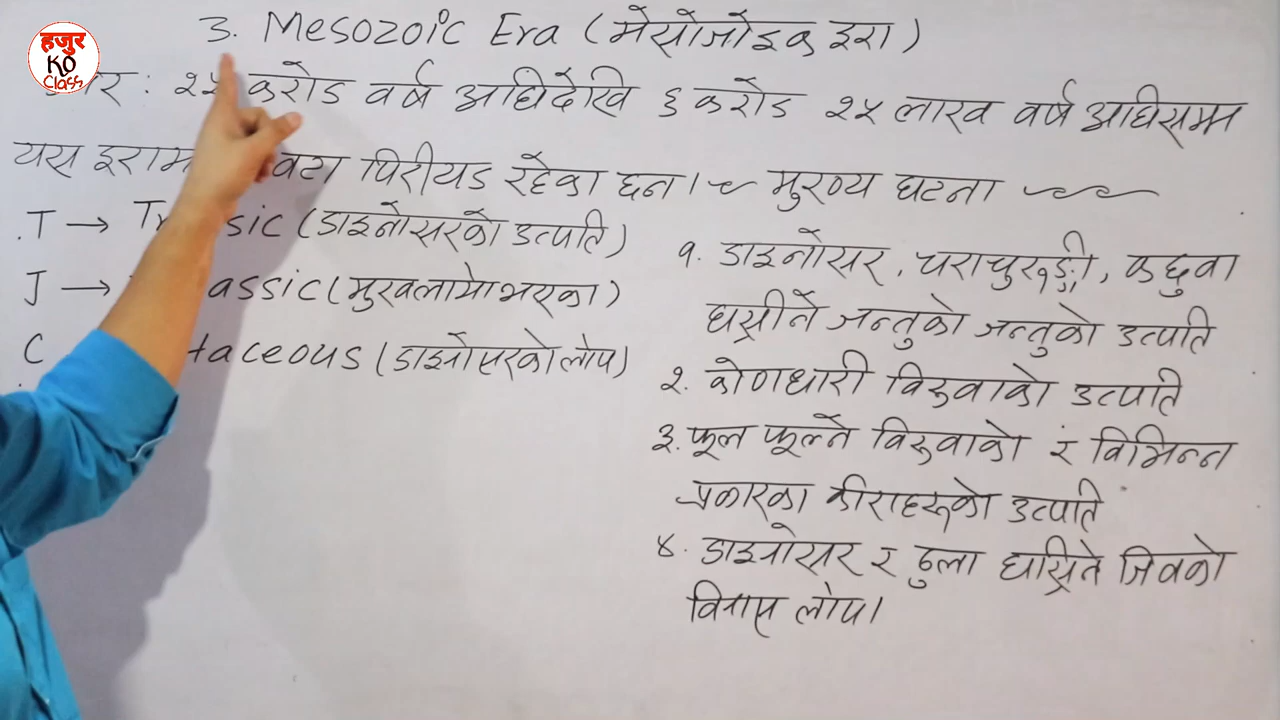 हजुर
KO
Class
3. Mesozoic Era (मेसोजोइक इरा)
: २५ करोड वर्ष अघिदेखि ६ करोड २५ लाख वर्ष अघिसम्म
यस इराम पिरीयड रहेका छन। मुख्य घटना
T → (डाइनोसरको उत्पति)
J → (मुखलामोभएका)
C (डाइनोसरको लोप)
१. डाइनोसर, चराचुरुङ्गी, कछुवा
घस्रीने जन्तुको जन्तुको उत्पति
२. कोणधारी विरुवाको उत्पति
३. फूल फूल्ने विरुवाको र विभिन्न
प्रकारका कीराहरूको उत्पति
४. डाइनोसर र ठुला घस्रिने जिवको
विनास लोप।